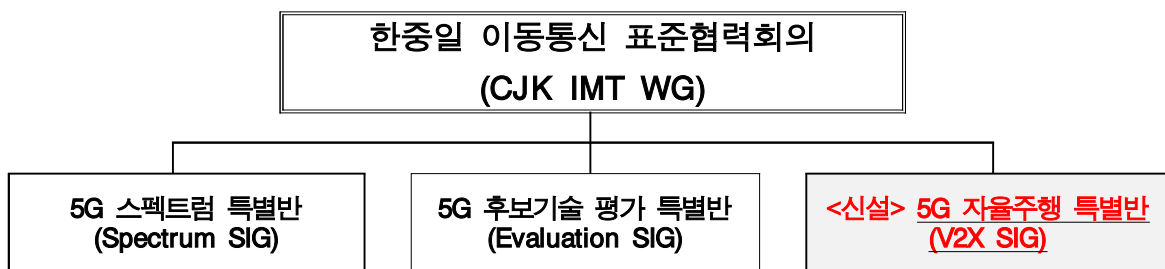 한중일 이동통신 표준협력회의
(CJK IMT WG)
5G 스펙트럼 특별반
(Spectrum SIG)
5G 후보기술 평가 특별반
(Evaluation SIG)
<신설> 5G 자율주행 특별반
(V2X SIG)